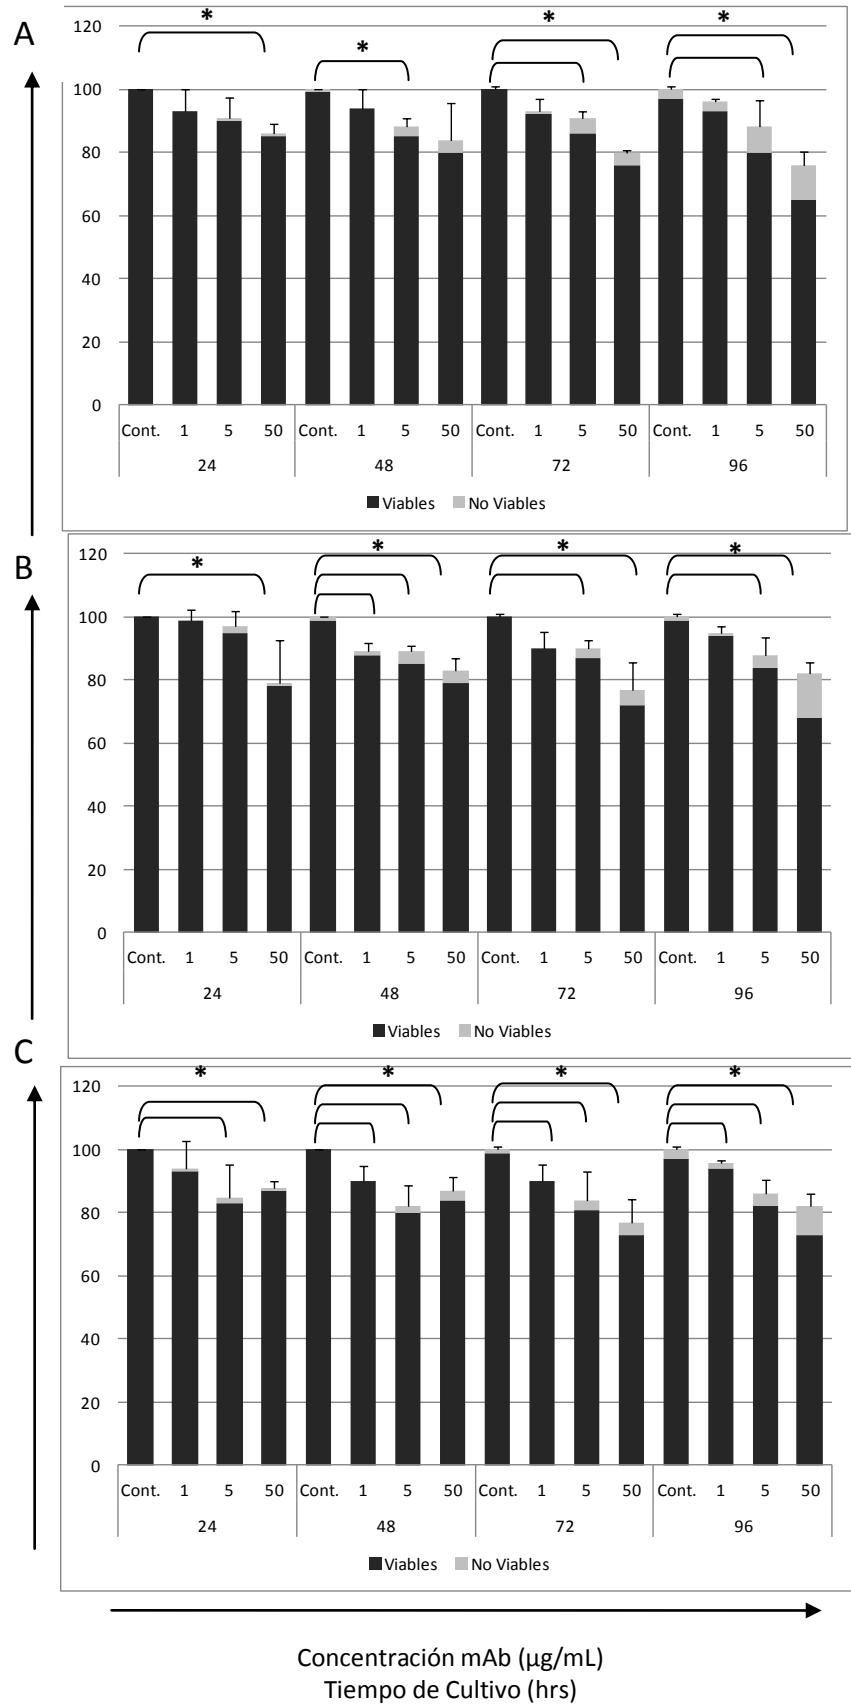 A
*
*
*
*
120
100
80
60
40
20
0
Cont. 1 5 50 Cont. 1 5 50 Cont. 1 5 50 Cont. 1 5 50
24 48 72 96
Viables No Viables
B
*
*
*
*
120
100
80
60
40
20
0
Cont. 1 5 50 Cont. 1 5 50 Cont. 1 5 50 Cont. 1 5 50
24 48 72 96
Viables No Viables
C
*
*
*
*
120
100
80
60
40
20
0
Cont. 1 5 50 Cont. 1 5 50 Cont. 1 5 50 Cont. 1 5 50
24 48 72 96
Viables No Viables
Concentración mAb (µg/mL)
Tiempo de Cultivo (hrs)